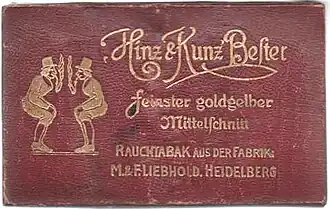 Hinz & Kunz Bester
feinster goldgelber
Mittelschnitt
RAUCHTABAK AUS DER FABRIK:
M. & F. LIEBHOLD. HEIDELBERG